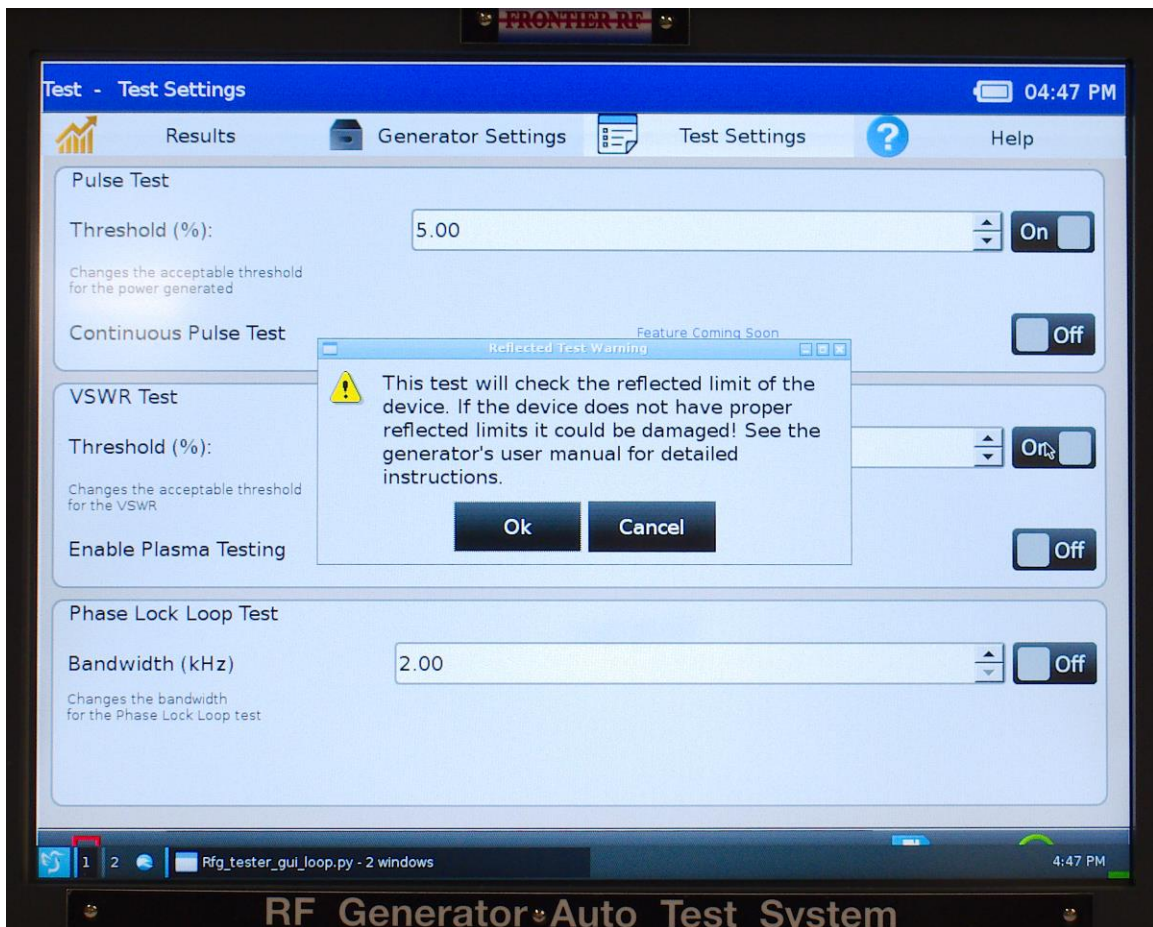 FRONTIER RF
Test - Test Settings
04:47 PM
Results
Generator Settings
Test Settings
Help
Pulse Test
Threshold (%):
5.00
On
Changes the acceptable threshold
for the power generated
Continuous Pulse Test
Feature Coming Soon
Off
Reflected Test Warning
This test will check the reflected limit of the
device. If the device does not have proper
reflected limits it could be damaged! See the
generator's user manual for detailed
instructions.
Ok
Cancel
VSWR Test
Threshold (%):
On
Changes the acceptable threshold
for the VSWR
Enable Plasma Testing
Off
Phase Lock Loop Test
Bandwidth (kHz)
2.00
Off
Changes the bandwidth
for the Phase Lock Loop test
1
2
Rfg_tester_gui_loop.py - 2 windows
4:47 PM
RF Generator Auto Test System